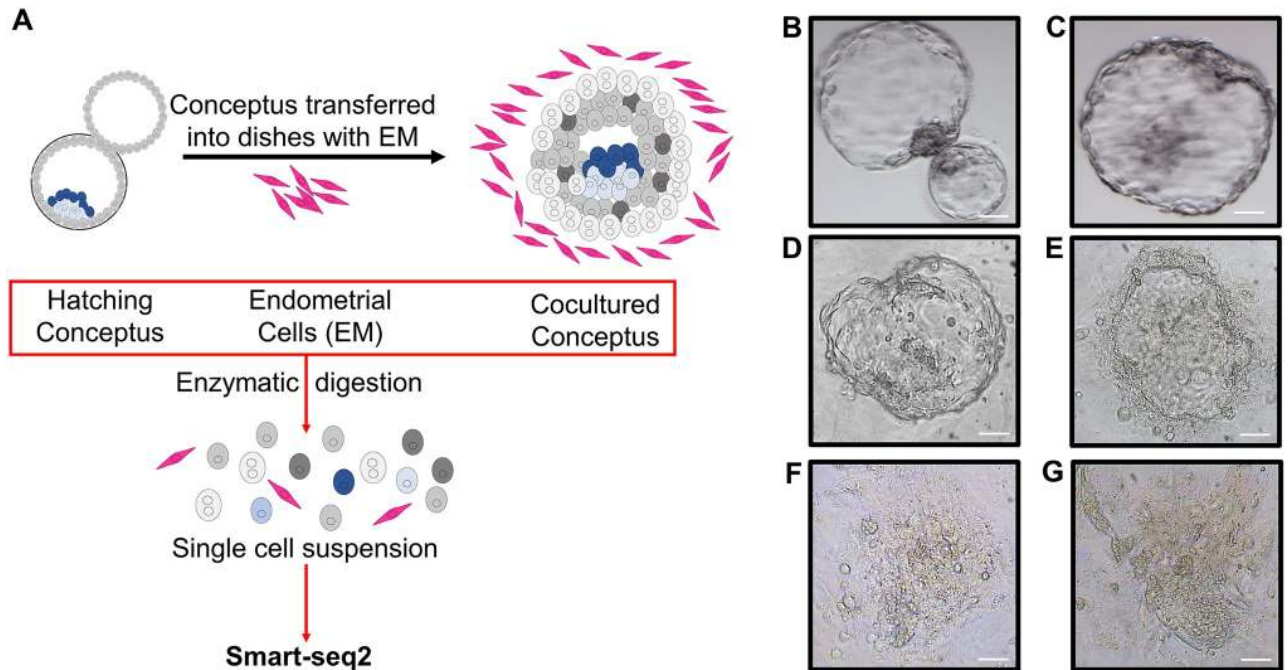 A
Conceptus transferred
into dishes with EM
Hatching
Conceptus
Endometrial
Cells (EM)
Cocultured
Conceptus
Enzymatic digestion
Single cell suspension
Smart-seq2
B
C
D
E
F
G